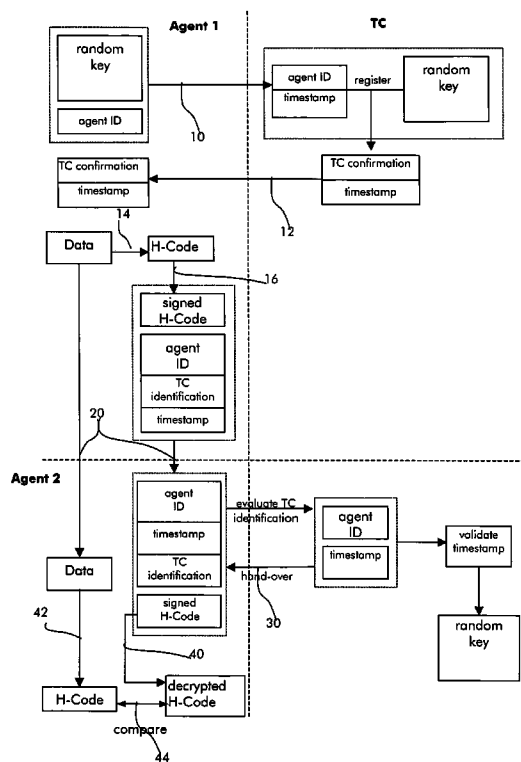 Agent 1
TC
random
key
agent ID
10
agent ID
timestamp
register
random
key
TC confirmation
timestamp
12
TC confirmation
timestamp
14
Data
H-Code
16
signed
H-Code
agent
ID
TC
identification
timestamp
20
Agent 2
agent
ID
timestamp
TC
identification
signed
H-Code
evaluate TC
identification
hand-over
30
agent
ID
timestamp
validate
timestamp
random
key
Data
42
40
H-Code
decrypted
H-Code
compare
44